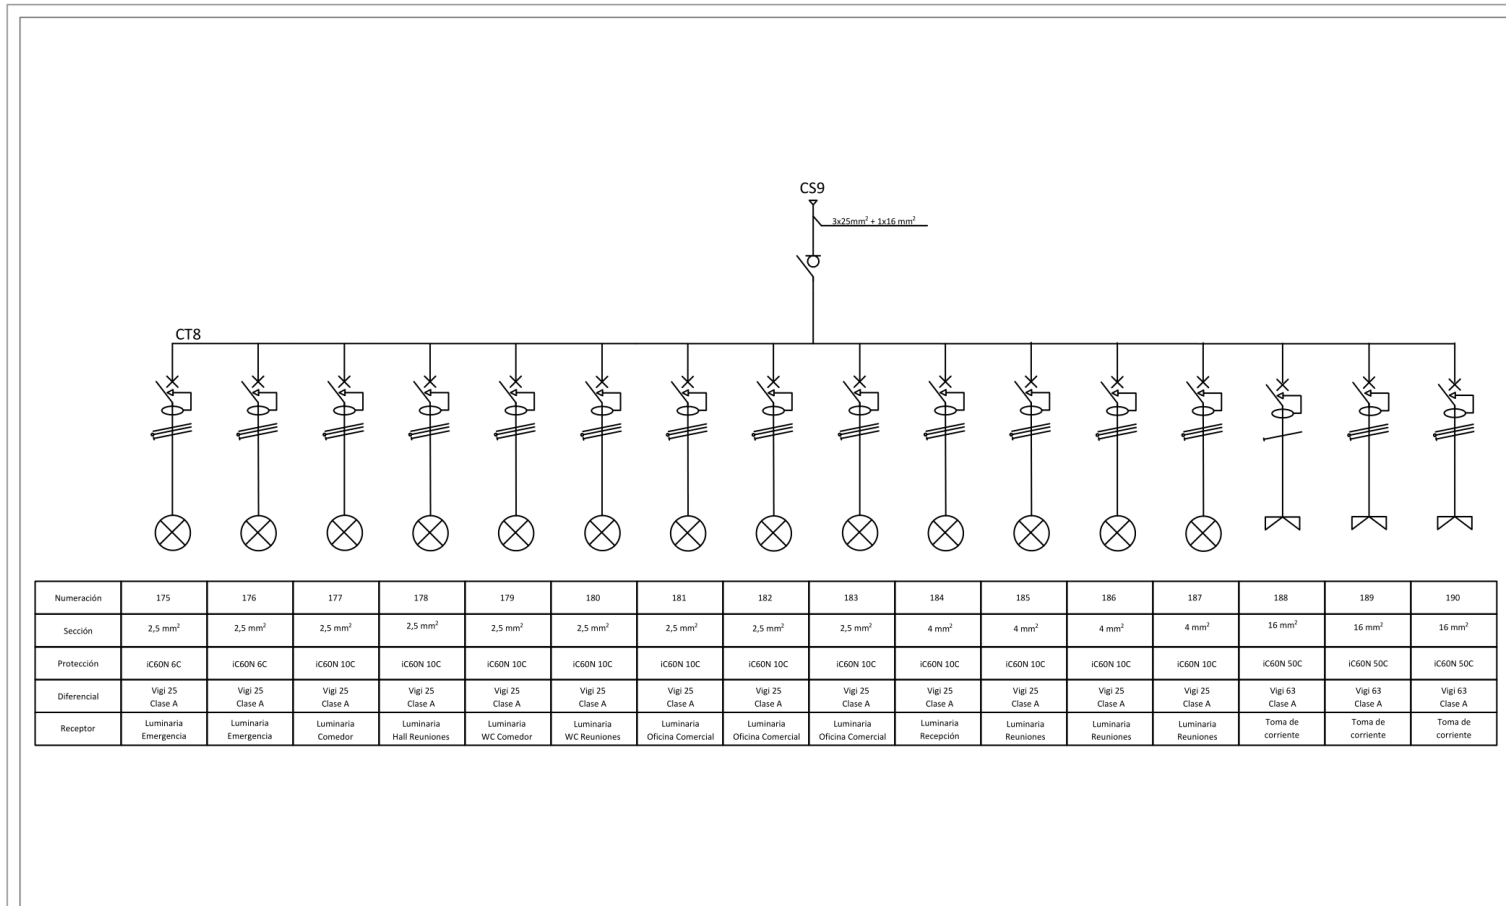 CS9
3x25mm² + 1x16 mm²
CT8
Numeración 175 176 177 178 179 180 181 182 183 184 185 186 187 188 189 190
Sección 2,5 mm² 2,5 mm² 2,5 mm² 2,5 mm² 2,5 mm² 2,5 mm² 2,5 mm² 2,5 mm² 2,5 mm² 4 mm² 4 mm² 4 mm² 4 mm² 16 mm² 16 mm² 16 mm²
Protección iC60N 6C iC60N 6C iC60N 10C iC60N 10C iC60N 10C iC60N 10C iC60N 10C iC60N 10C iC60N 10C iC60N 10C iC60N 10C iC60N 10C iC60N 10C iC60N 50C iC60N 50C iC60N 50C
Diferencial Vigi 25 Vigi 25 Vigi 25 Vigi 25 Vigi 25 Vigi 25 Vigi 25 Vigi 25 Vigi 25 Vigi 25 Vigi 25 Vigi 25 Vigi 25 Vigi 63 Vigi 63 Vigi 63
Clase A Clase A Clase A Clase A Clase A Clase A Clase A Clase A Clase A Clase A Clase A Clase A Clase A Clase A Clase A Clase A
Receptor Luminaria Luminaria Luminaria Luminaria Luminaria Luminaria Luminaria Luminaria Luminaria Luminaria Luminaria Luminaria Luminaria Toma de Toma de Toma de
Emergencia Emergencia Comedor Hall Reuniones WC Comedor WC Reuniones Oficina Comercial Oficina Comercial Oficina Comercial Recepción Reuniones Reuniones Reuniones corriente corriente corriente